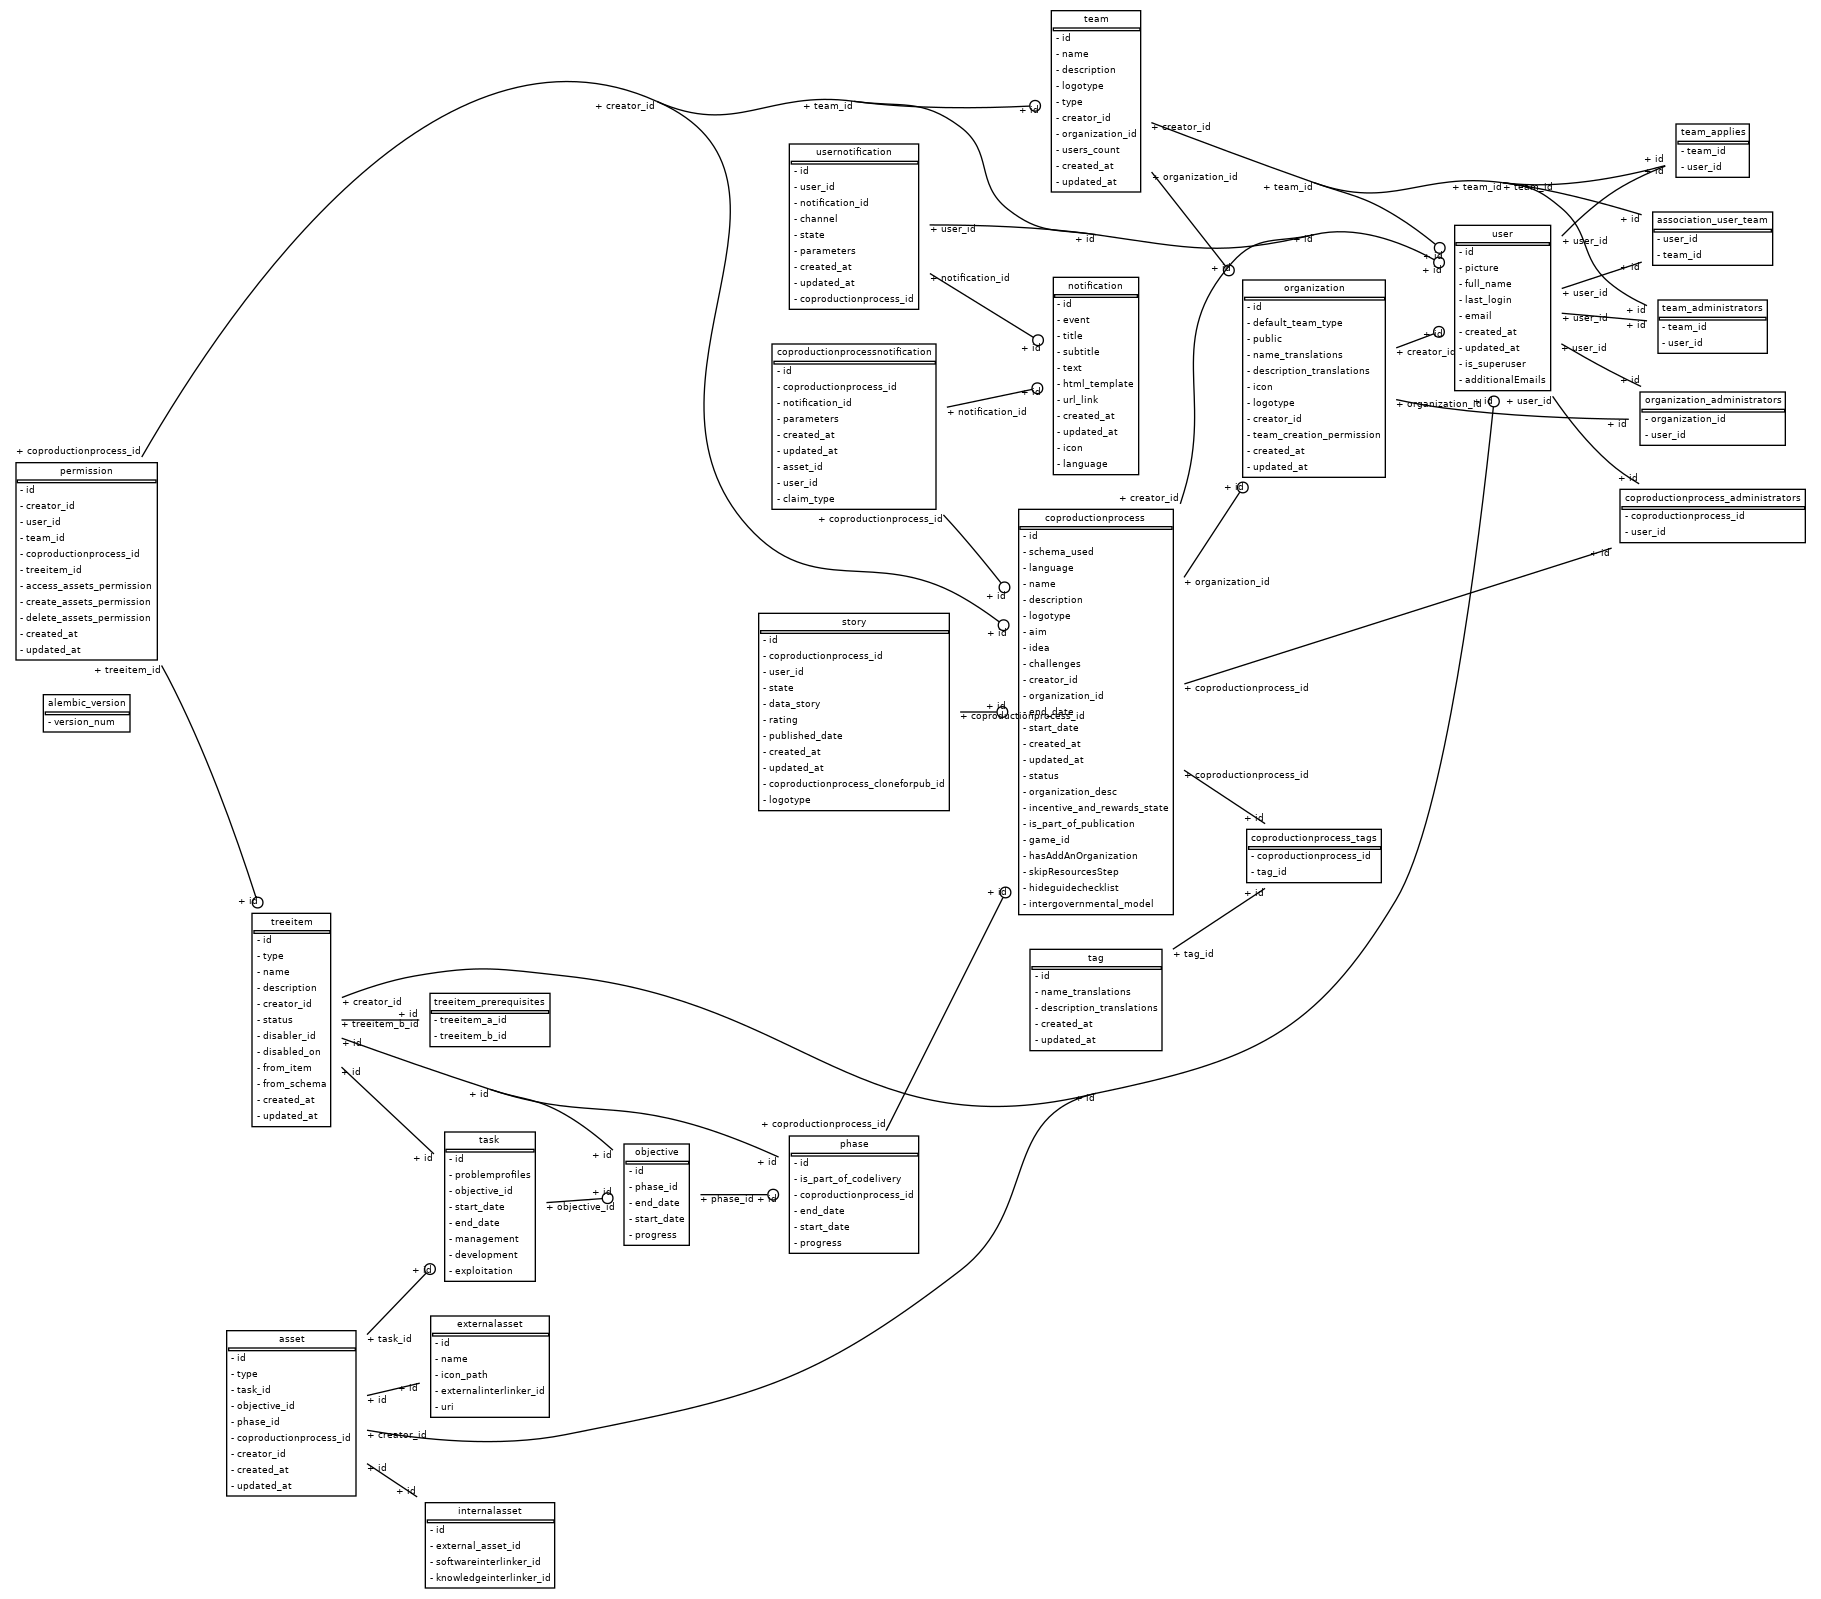 team
- id
- name
- description
- logotype
- type
- creator_id
- organization_id
- users_count
- created_at
- updated_at
+ creator_id
+ team_id
+ id
+ creator_id
+ organization_id
+ team_id
+ team_id
+ team_id
team_applies
- team_id
- user_id
+ id
+ id
usernotification
- id
- user_id
- notification_id
- channel
- state
- parameters
- created_at
- updated_at
- coproductionprocess_id
+ user_id
+ notification_id
+ id
+ id
association_user_team
- user_id
- team_id
+ id
+ id
user
- id
- picture
- full_name
- last_login
- email
- created_at
- updated_at
- is_superuser
- additionalEmails
+ id
+ id
+ id
+ id
+ user_id
+ user_id
+ user_id
+ user_id
+ user_id
team_administrators
- team_id
- user_id
+ id
+ id
notification
- id
- event
- title
- subtitle
- text
- html_template
- url_link
- created_at
- updated_at
- icon
- language
+ id
+ id
organization
- id
- default_team_type
- public
- name_translations
- description_translations
- icon
- logotype
- creator_id
- team_creation_permission
- created_at
- updated_at
+ id
+ id
+ creator_id
+ organization_id
organization_administrators
- organization_id
- user_id
+ id
+ id
coproductionprocessnotification
- id
- coproductionprocess_id
- notification_id
- parameters
- created_at
- updated_at
- asset_id
- user_id
- claim_type
+ notification_id
+ coproductionprocess_id
+ coproductionprocess_id
permission
- id
- creator_id
- user_id
- team_id
- coproductionprocess_id
- treeitem_id
- access_assets_permission
- create_assets_permission
- delete_assets_permission
- created_at
- updated_at
+ treeitem_id
coproductionprocess_administrators
- coproductionprocess_id
- user_id
+ id
+ id
+ creator_id
coproductionprocess
- id
- schema_used
- language
- name
- description
- logotype
- aim
- idea
- challenges
- creator_id
- organization_id
- end_date
- start_date
- created_at
- updated_at
- status
- organization_desc
- incentive_and_rewards_state
- is_part_of_publication
- game_id
- hasAddAnOrganization
- skipResourcesStep
- hideguidechecklist
- intergovernmental_model
+ id
+ id
+ id
+ id
+ organization_id
+ coproductionprocess_id
+ coproductionprocess_id
story
- id
- coproductionprocess_id
- user_id
- state
- data_story
- rating
- published_date
- created_at
- updated_at
- coproductionprocess_cloneforpub_id
- logotype
+ coproductionprocess_id
alembic_version
- version_num
+ id
coproductionprocess_tags
- coproductionprocess_id
- tag_id
+ id
+ tag_id
tag
- id
- name_translations
- description_translations
- created_at
- updated_at
+ id
treeitem
- id
- type
- name
- description
- creator_id
- status
- disabler_id
- disabled_on
- from_item
- from_schema
- created_at
- updated_at
+ creator_id
+ id
+ treeitem_b_id
+ id
+ id
treeitem_prerequisites
- treeitem_a_id
- treeitem_b_id
+ id
+ id
+ coproductionprocess_id
task
- id
- problemprofiles
- objective_id
- start_date
- end_date
- management
- development
- exploitation
+ id
+ id
+ objective_id
objective
- id
- phase_id
- end_date
- start_date
- progress
+ id
+ id
+ phase_id
+ id
phase
- id
- is_part_of_codelivery
- coproductionprocess_id
- end_date
- start_date
- progress
+ id
asset
- id
- type
- task_id
- objective_id
- phase_id
- coproductionprocess_id
- creator_id
- created_at
- updated_at
+ task_id
+ id
+ creator_id
+ id
externalasset
- id
- name
- icon_path
- externalinterlinker_id
- uri
+ id
+ id
internalasset
- id
- external_asset_id
- softwareinterlinker_id
- knowledgeinterlinker_id